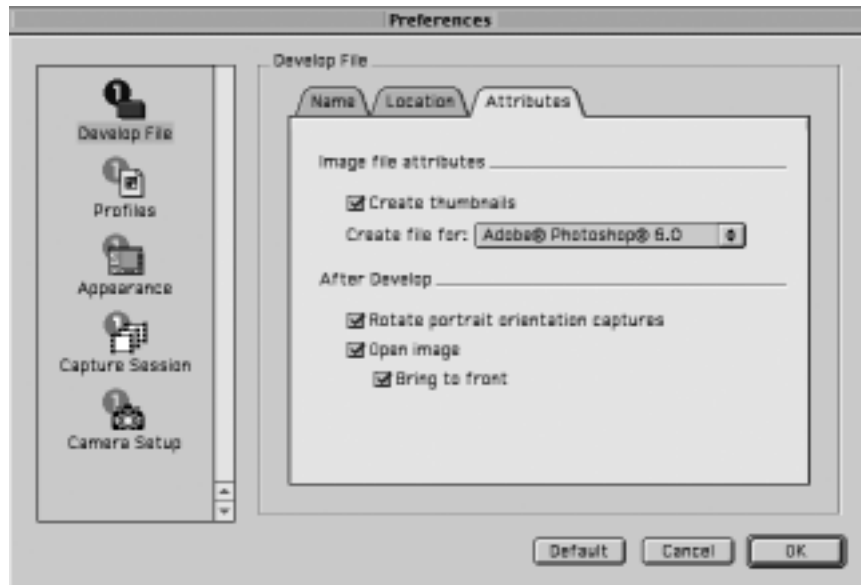 Preferences
Develop File
Profiles
Appearance
Capture Session
Camera Setup
Develop File
Name Location Attributes
Image file attributes
Create thumbnails
Create file for: Adobe® Photoshop® 6.0
After Develop
Rotate portrait orientation captures
Open image
Bring to front
Default Cancel OK